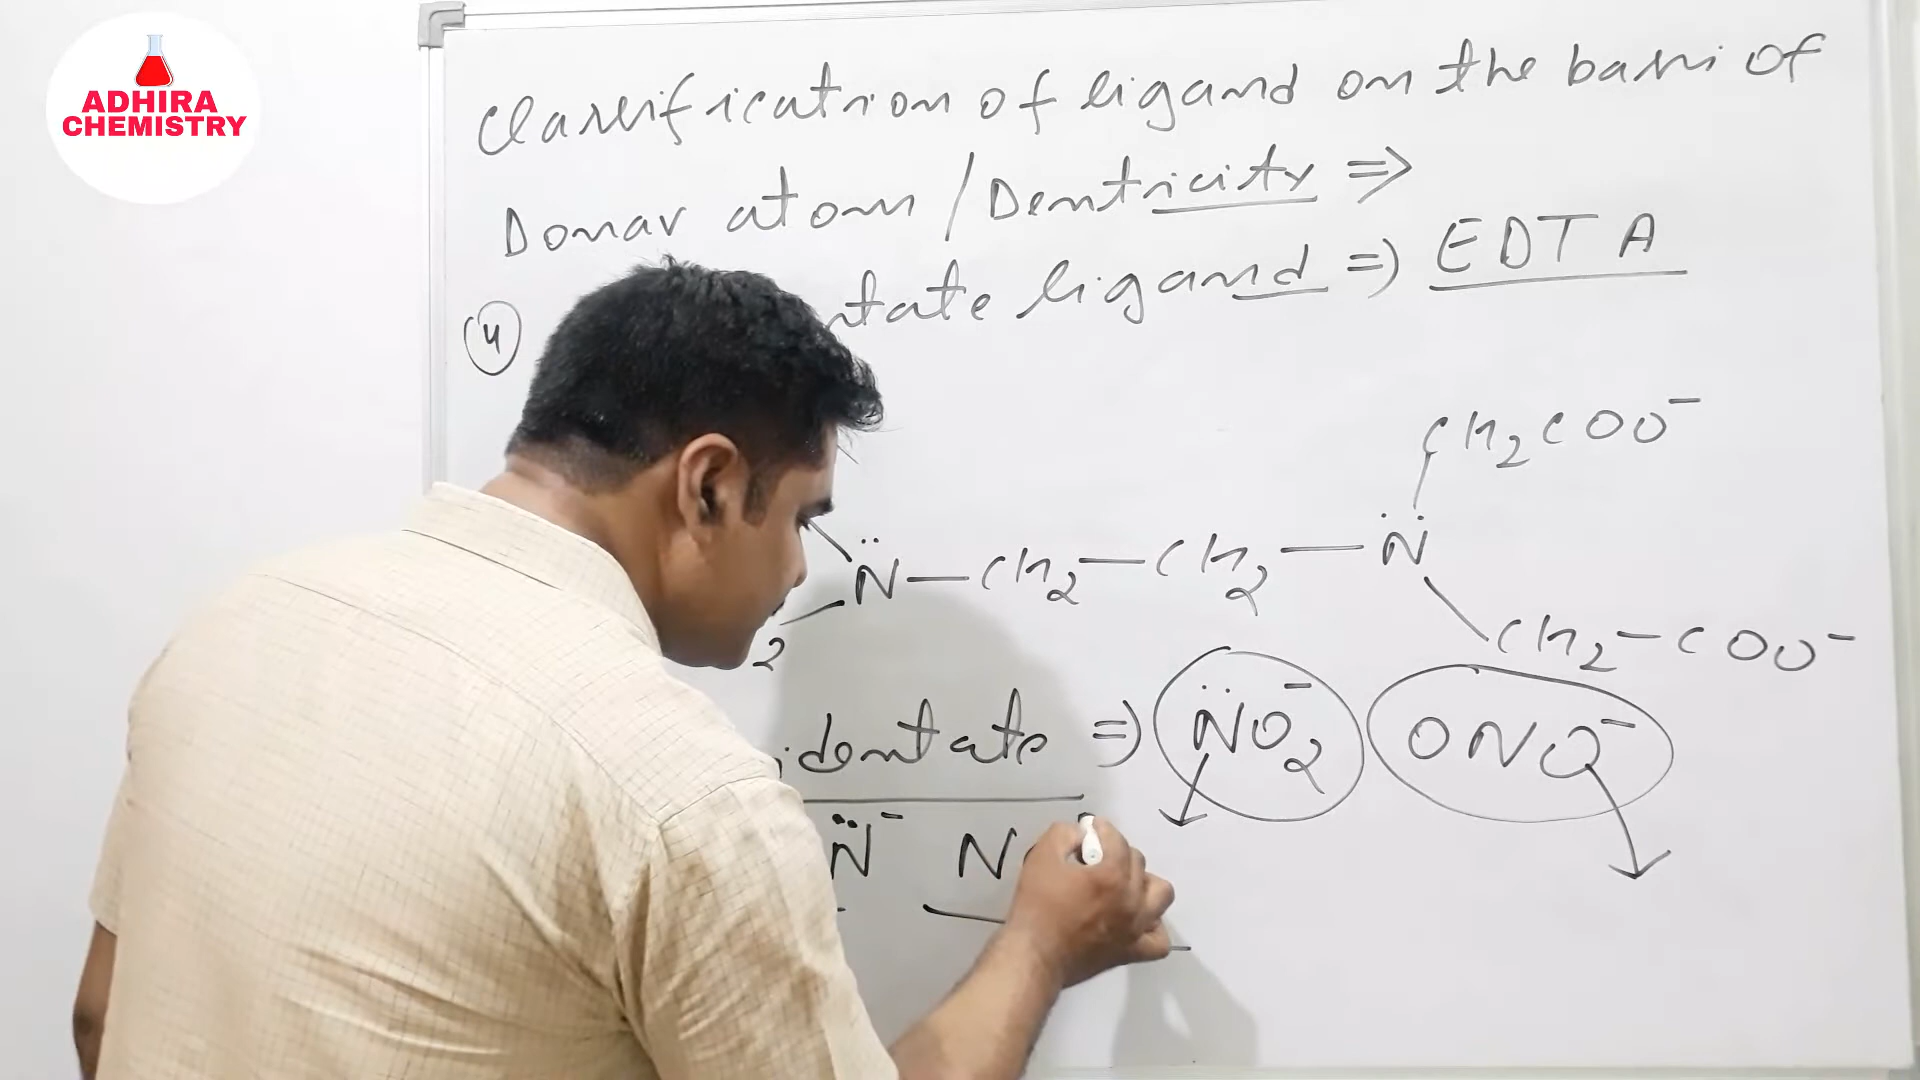 ADHIRA
CHEMISTRY
Classification of ligand on the basis of
Donar atom / Dentricity ⇒
(4) ntate ligand ⇒ EDTA
CH2COO⁻
N̈—CH2—CH2—N̈
2
CH2—COO⁻
identate ⇒ N̈O2⁻ ONO⁻
N̈⁻ N